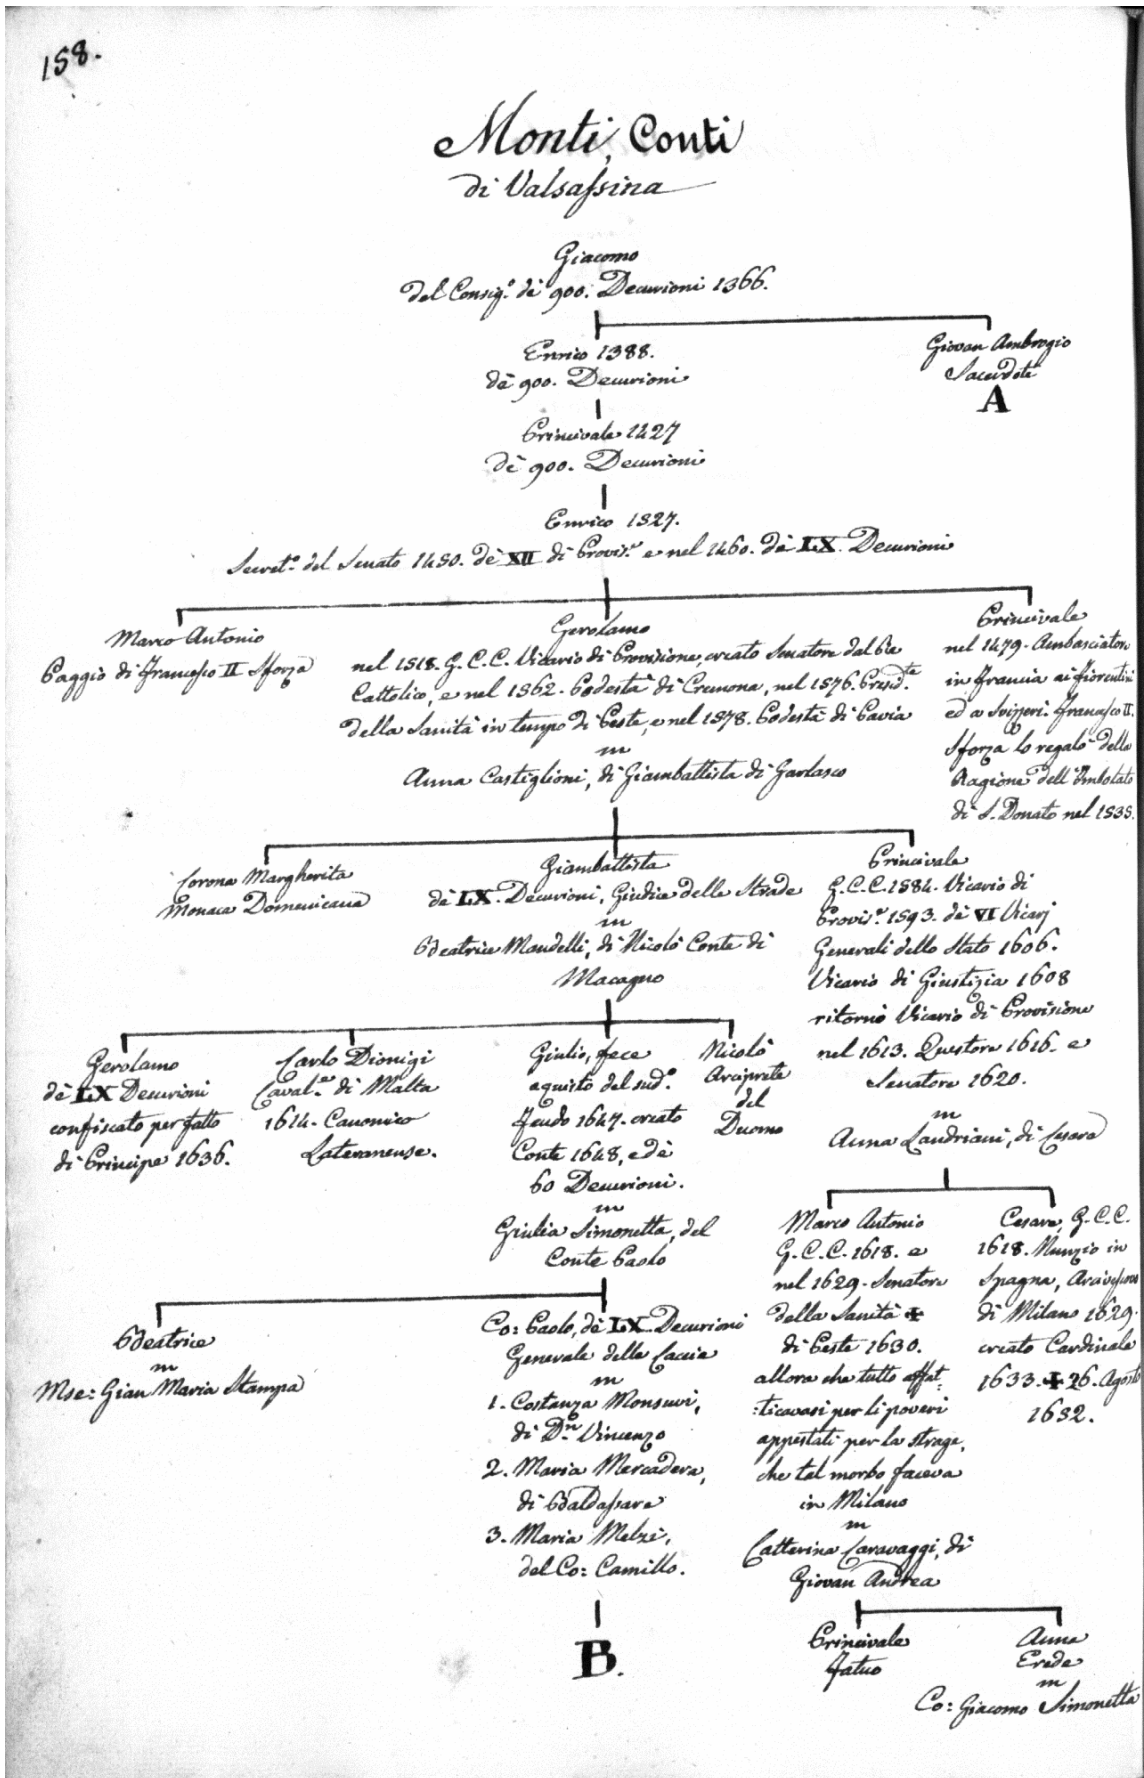 158.
Monti, Conti
di Valsassina
Giacomo
del Consig.º de 900. Decurioni 1366.
Enrico 1388.
de 900. Decurioni
Giovan Ambrogio
Sacerdote
A
Princivale 1427
de 900. Decurioni
Enrico 1527.
Secret.º del Senato 1450. de XII di Provis.e e nel 1460. de LX. Decurioni
Marco Antonio
Paggio di Francesco II Sforza
Gerolamo
nel 1518. G. C. C. Vicario di Provisione, creato Senatore dal Re
Cattolico, e nel 1562. Podestà di Cremona, nel 1576. Presid.te
della Sanità in tempo di Peste, e nel 1578. Podestà di Pavia
m
Anna Castiglioni, di Giambattista di Garlasco
Princivale
nel 1479. Ambasciatore
in Francia ai Fiorentini
ed a Svizzeri. Francesco II.
Sforza lo regalò della
Ragione dell'Imbotato
di S. Donato nel 1535.
Corona Margherita
Monaca Domenicana
Giambattista
de LX. Decurioni, Giudice delle Strade
m
Beatrice Mandelli, di Nicolò Conte di
Macagno
Princivale
G. C. C. 1584. Vicario di
Provis.e 1593. de VI Vicarj
Generali dello Stato 1606.
Vicario di Giustizia 1608
ritornò Vicario di Provisione
nel 1613. Questore 1616. e
Senatore 1620.
m
Anna Landriani, di Cesare
Gerolamo
de LX Decurioni
confiscato per fatto
di Principe 1636.
Carlo Dionigi
Caval.re di Malta
1614. Canonico
Lateranense.
Giulio, fece
aquisto del sud.º
Feudo 1647. creato
Conte 1648, e de
60 Decurioni.
m
Giulia Simonetta, del
Conte Paolo
Nicolò
Arciprete
del
Duomo
Marco Antonio
G. C. C. 1618. e
nel 1629. Senatore
della Sanità ✝
di Peste 1630.
allora che tutto affat:
:ticavasi per li poveri
appestati per la strage,
che tal morbo faceva
in Milano
m
Catterina Caravaggi, di
Giovan Andrea
Cesare, G. C. C.
1618. Nunzio in
Spagna, Arcivescovo
di Milano 1629.
creato Cardinale
1633. ✝ 26. Agosto
1652.
Beatrice
m
Mse: Gian Maria Stampa
Co: Paolo, de LX. Decurioni
Generale delle Caccie
m
1. Costanza Monsuri,
di D.n Vincenzo
2. Maria Mercadera,
di Baldassare
3. Maria Melzi,
del Co: Camillo.
B.
Princivale
Fatuo
Anna
Erede
m
Co: Giacomo Simonetta